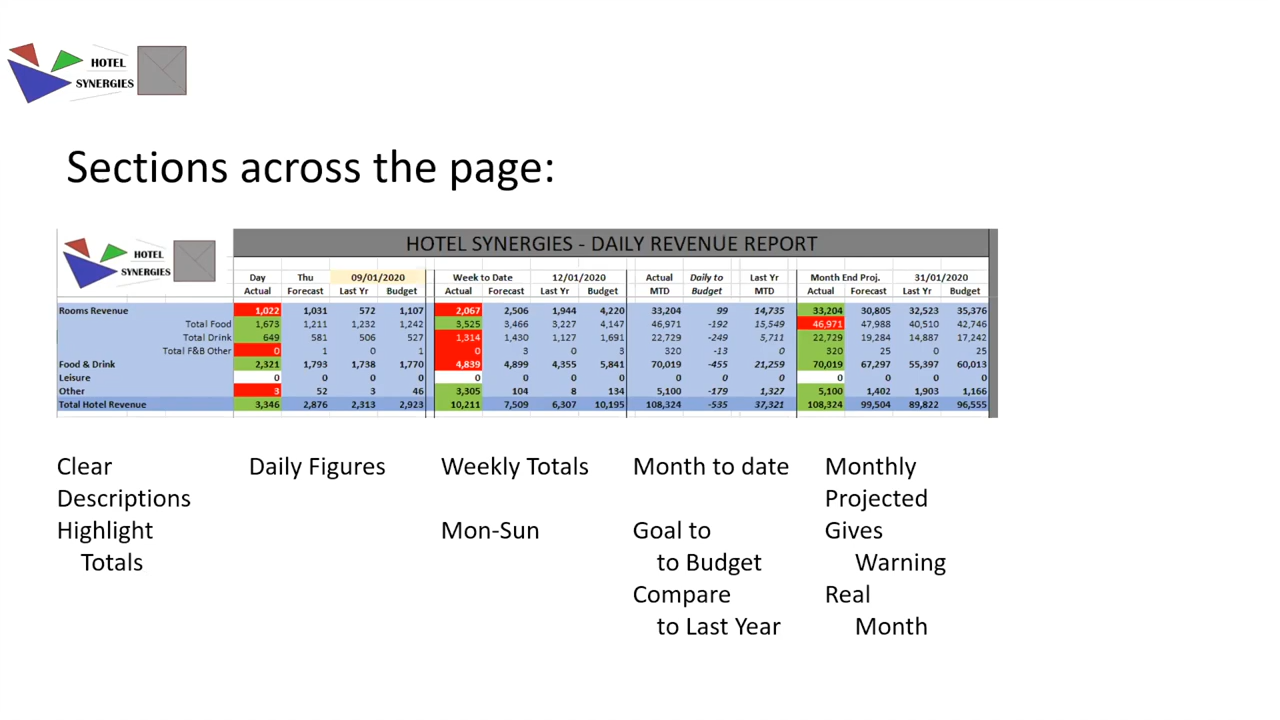 HOTEL
SYNERGIES
Sections across the page:
HOTEL SYNERGIES - DAILY REVENUE REPORT
HOTEL
SYNERGIES
Day Thu 09/01/2020 Week to Date 12/01/2020 Actual Daily to Last Yr Month End Proj. 31/01/2020
Actual Forecast Last Yr Budget Actual Forecast Last Yr Budget MTD Budget MTD Actual Forecast Last Yr Budget
Rooms Revenue 1,022 1,031 572 1,107 2,067 2,506 1,944 4,220 33,204 99 14,735 33,204 30,805 32,523 35,376
Total Food 1,673 1,211 1,232 1,242 3,525 3,466 3,227 4,147 46,971 -192 15,549 46,971 47,988 40,510 42,746
Total Drink 649 581 506 527 1,314 1,430 1,127 1,691 22,729 -249 5,711 22,729 19,284 14,887 17,242
Total F&B Other 0 1 0 1 0 3 0 3 320 -13 0 320 25 0 25
Food & Drink 2,321 1,793 1,738 1,770 4,839 4,899 4,355 5,841 70,019 -455 21,259 70,019 67,297 55,397 60,013
Leisure 0 0 0 0 0 0 0 0 0 0 0 0 0 0 0
Other 3 52 3 46 3,305 104 8 134 5,100 -179 1,327 5,100 1,402 1,903 1,166
Total Hotel Revenue 3,346 2,876 2,313 2,923 10,211 7,509 6,307 10,195 108,324 -535 37,321 108,324 99,504 89,822 96,555
Clear
Descriptions
Highlight
Totals
Daily Figures
Weekly Totals
Mon-Sun
Month to date
Goal to
to Budget
Compare
to Last Year
Monthly
Projected
Gives
Warning
Real
Month